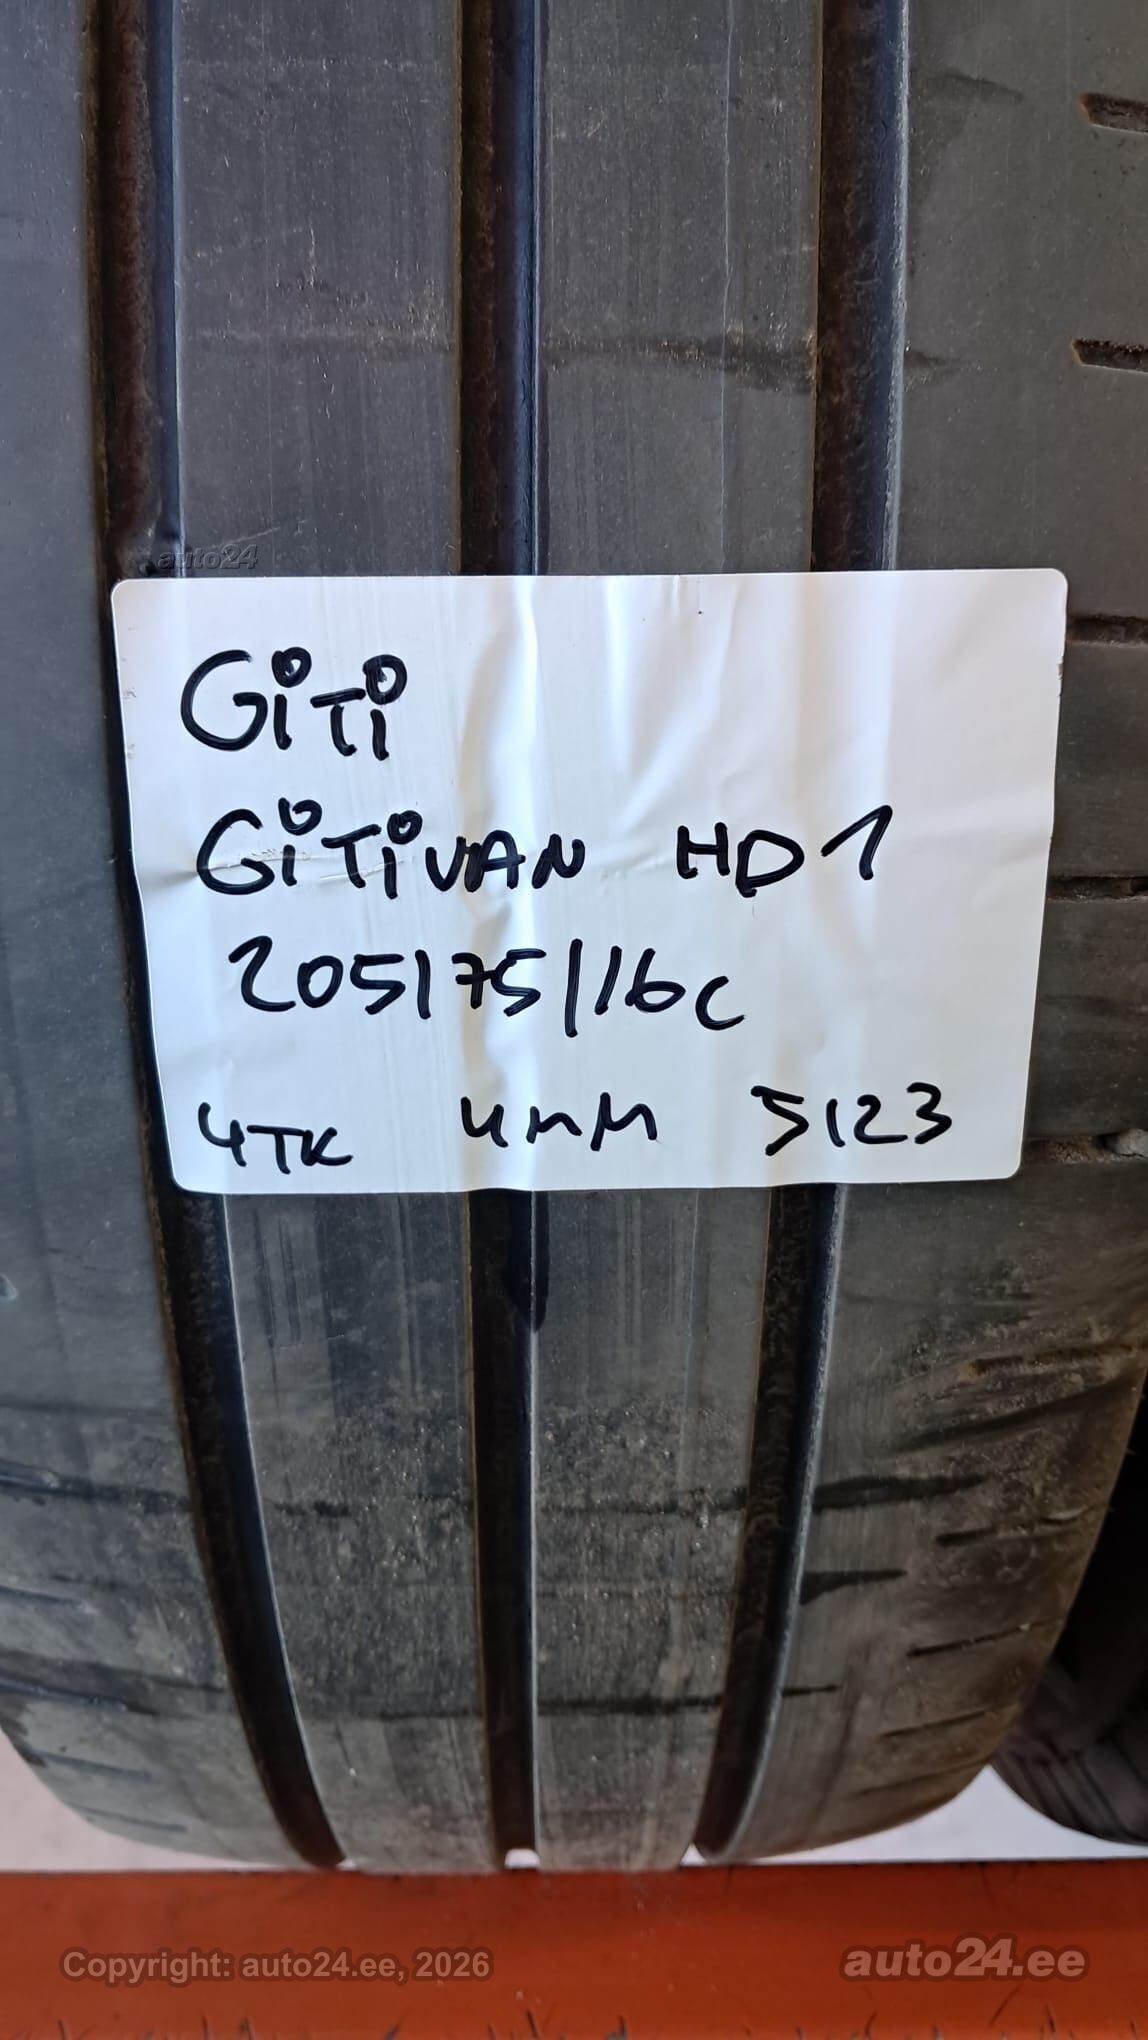 auto24
GiTi
GiTiVAN HD1
205/75/16C
4TK 4mm 5123
Copyright: auto24.ee, 2026
auto24.ee